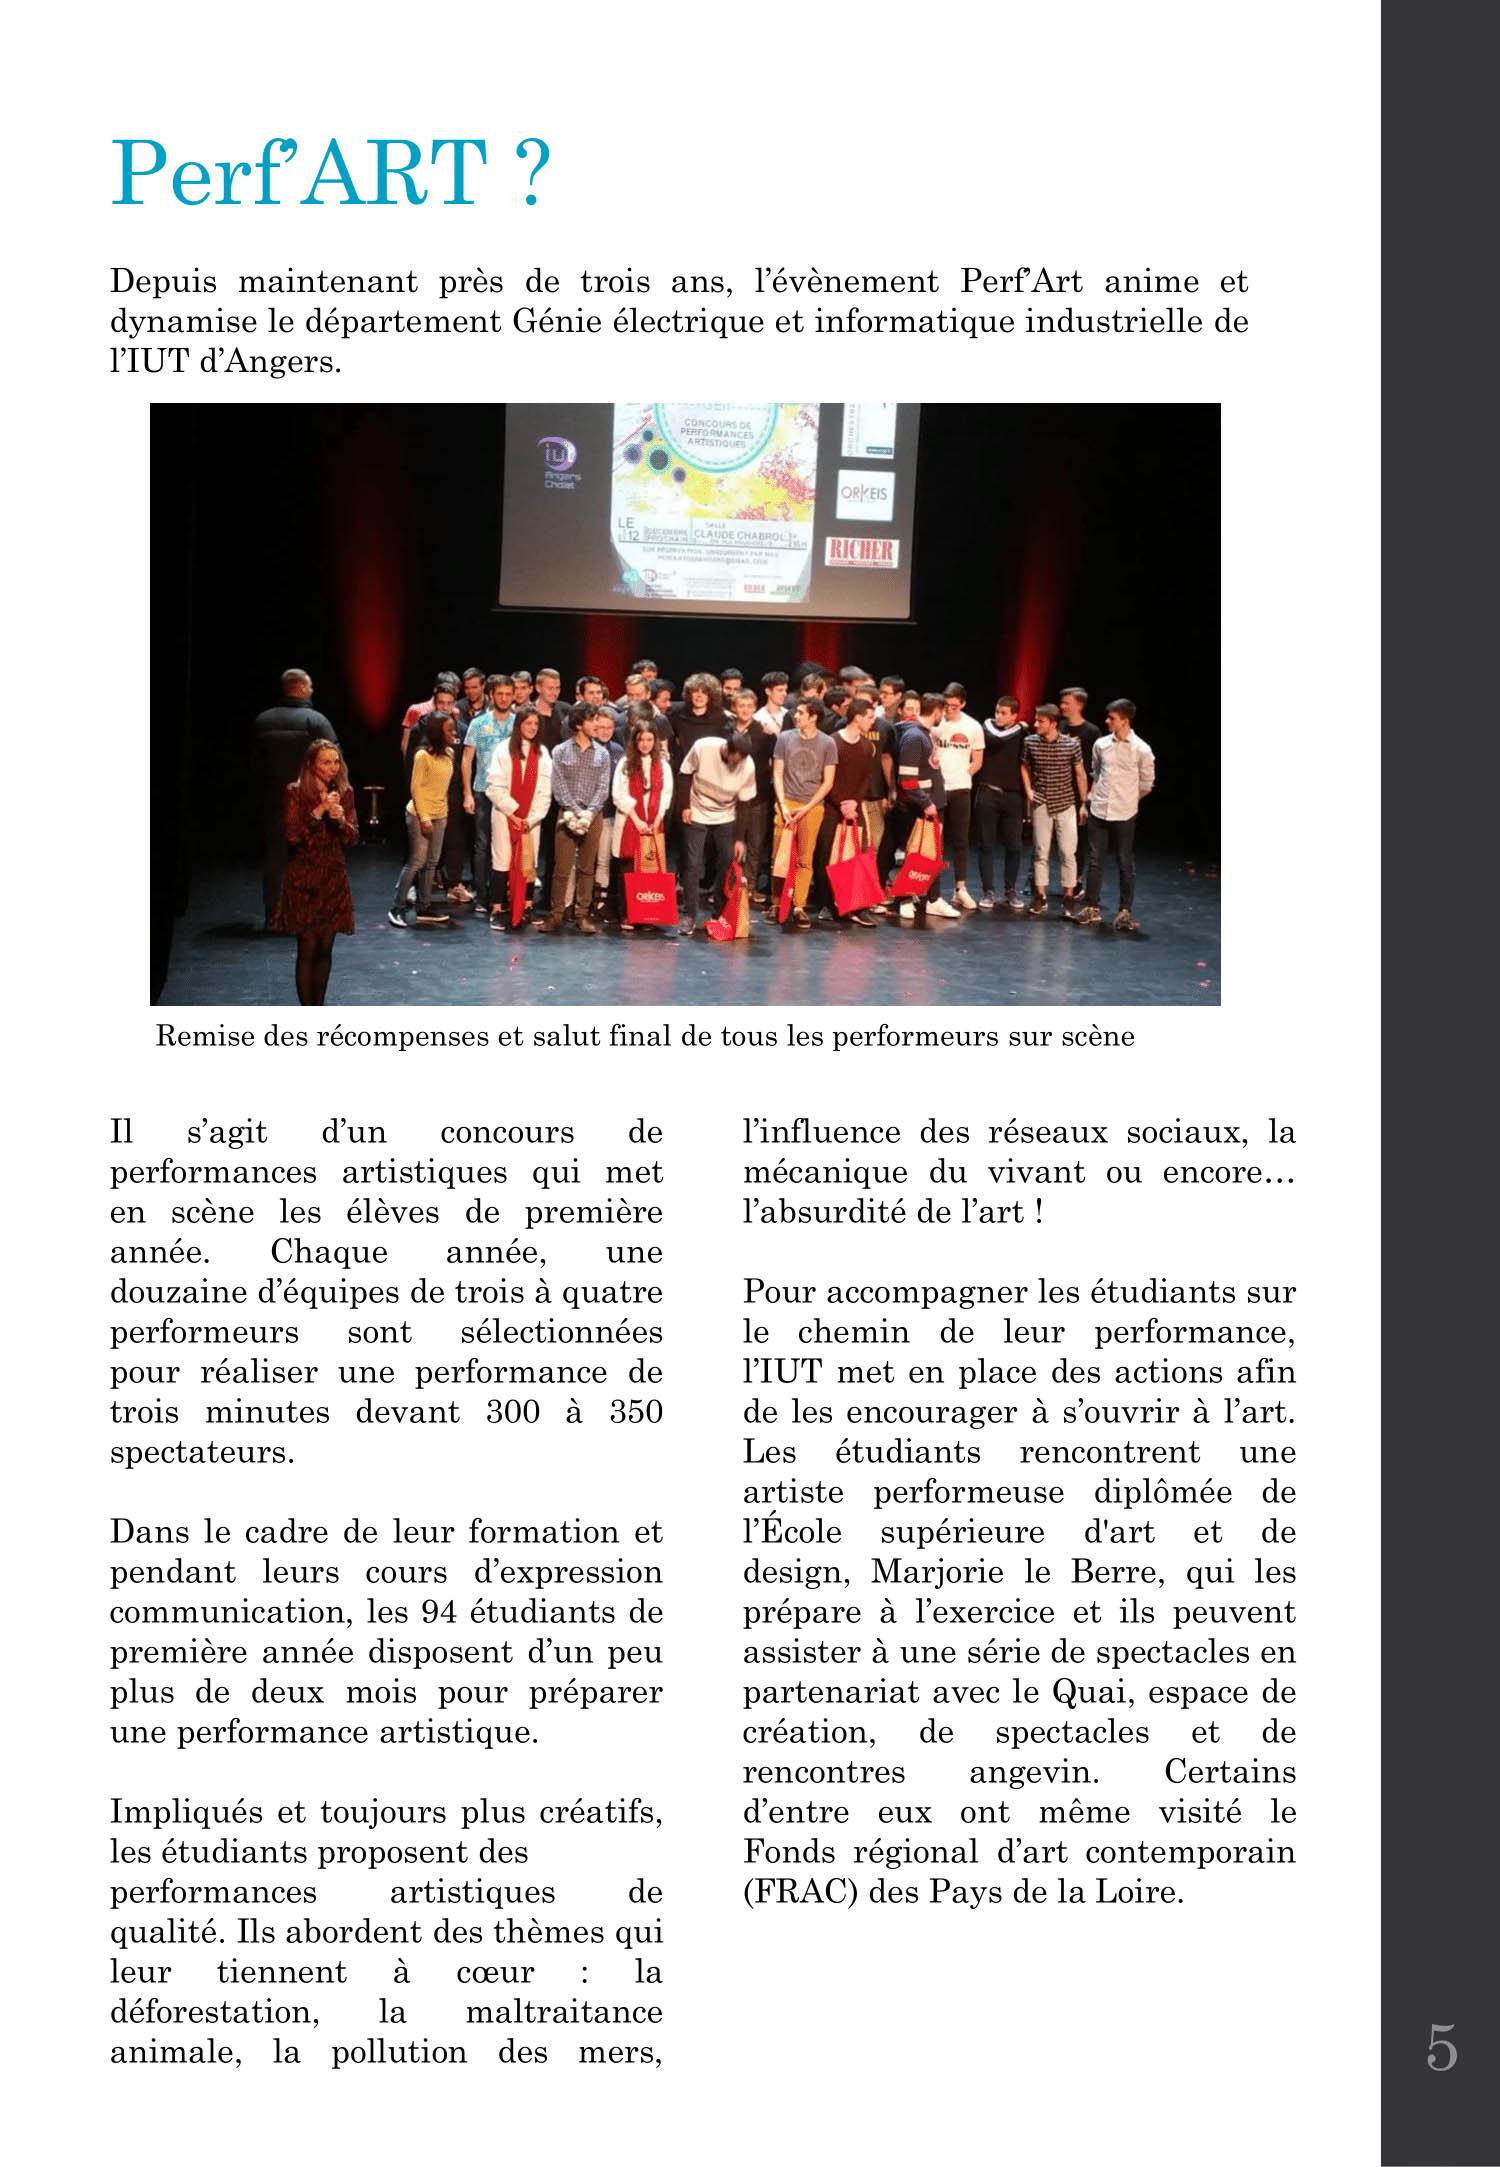 Perf’ART ?
Depuis maintenant près de trois ans, l’évènement Perf’Art anime et
dynamise le département Génie électrique et informatique industrielle de
l’IUT d’Angers.
CONCOURS DE
PERFORMANCES
ARTISTIQUES
iut
Angers
Cholet
ORKEIS
LE
12
SALLE
CLAUDE CHABROL
RICHER
ORKEIS
Remise des récompenses et salut final de tous les performeurs sur scène
Il s’agit d’un concours de
performances artistiques qui met
en scène les élèves de première
année. Chaque année, une
douzaine d’équipes de trois à quatre
performeurs sont sélectionnées
pour réaliser une performance de
trois minutes devant 300 à 350
spectateurs.
Dans le cadre de leur formation et
pendant leurs cours d’expression
communication, les 94 étudiants de
première année disposent d’un peu
plus de deux mois pour préparer
une performance artistique.
Impliqués et toujours plus créatifs,
les étudiants proposent des
performances artistiques de
qualité. Ils abordent des thèmes qui
leur tiennent à cœur : la
déforestation, la maltraitance
animale, la pollution des mers,
l’influence des réseaux sociaux, la
mécanique du vivant ou encore…
l’absurdité de l’art !
Pour accompagner les étudiants sur
le chemin de leur performance,
l’IUT met en place des actions afin
de les encourager à s’ouvrir à l’art.
Les étudiants rencontrent une
artiste performeuse diplômée de
l’École supérieure d'art et de
design, Marjorie le Berre, qui les
prépare à l’exercice et ils peuvent
assister à une série de spectacles en
partenariat avec le Quai, espace de
création, de spectacles et de
rencontres angevin. Certains
d’entre eux ont même visité le
Fonds régional d’art contemporain
(FRAC) des Pays de la Loire.
5